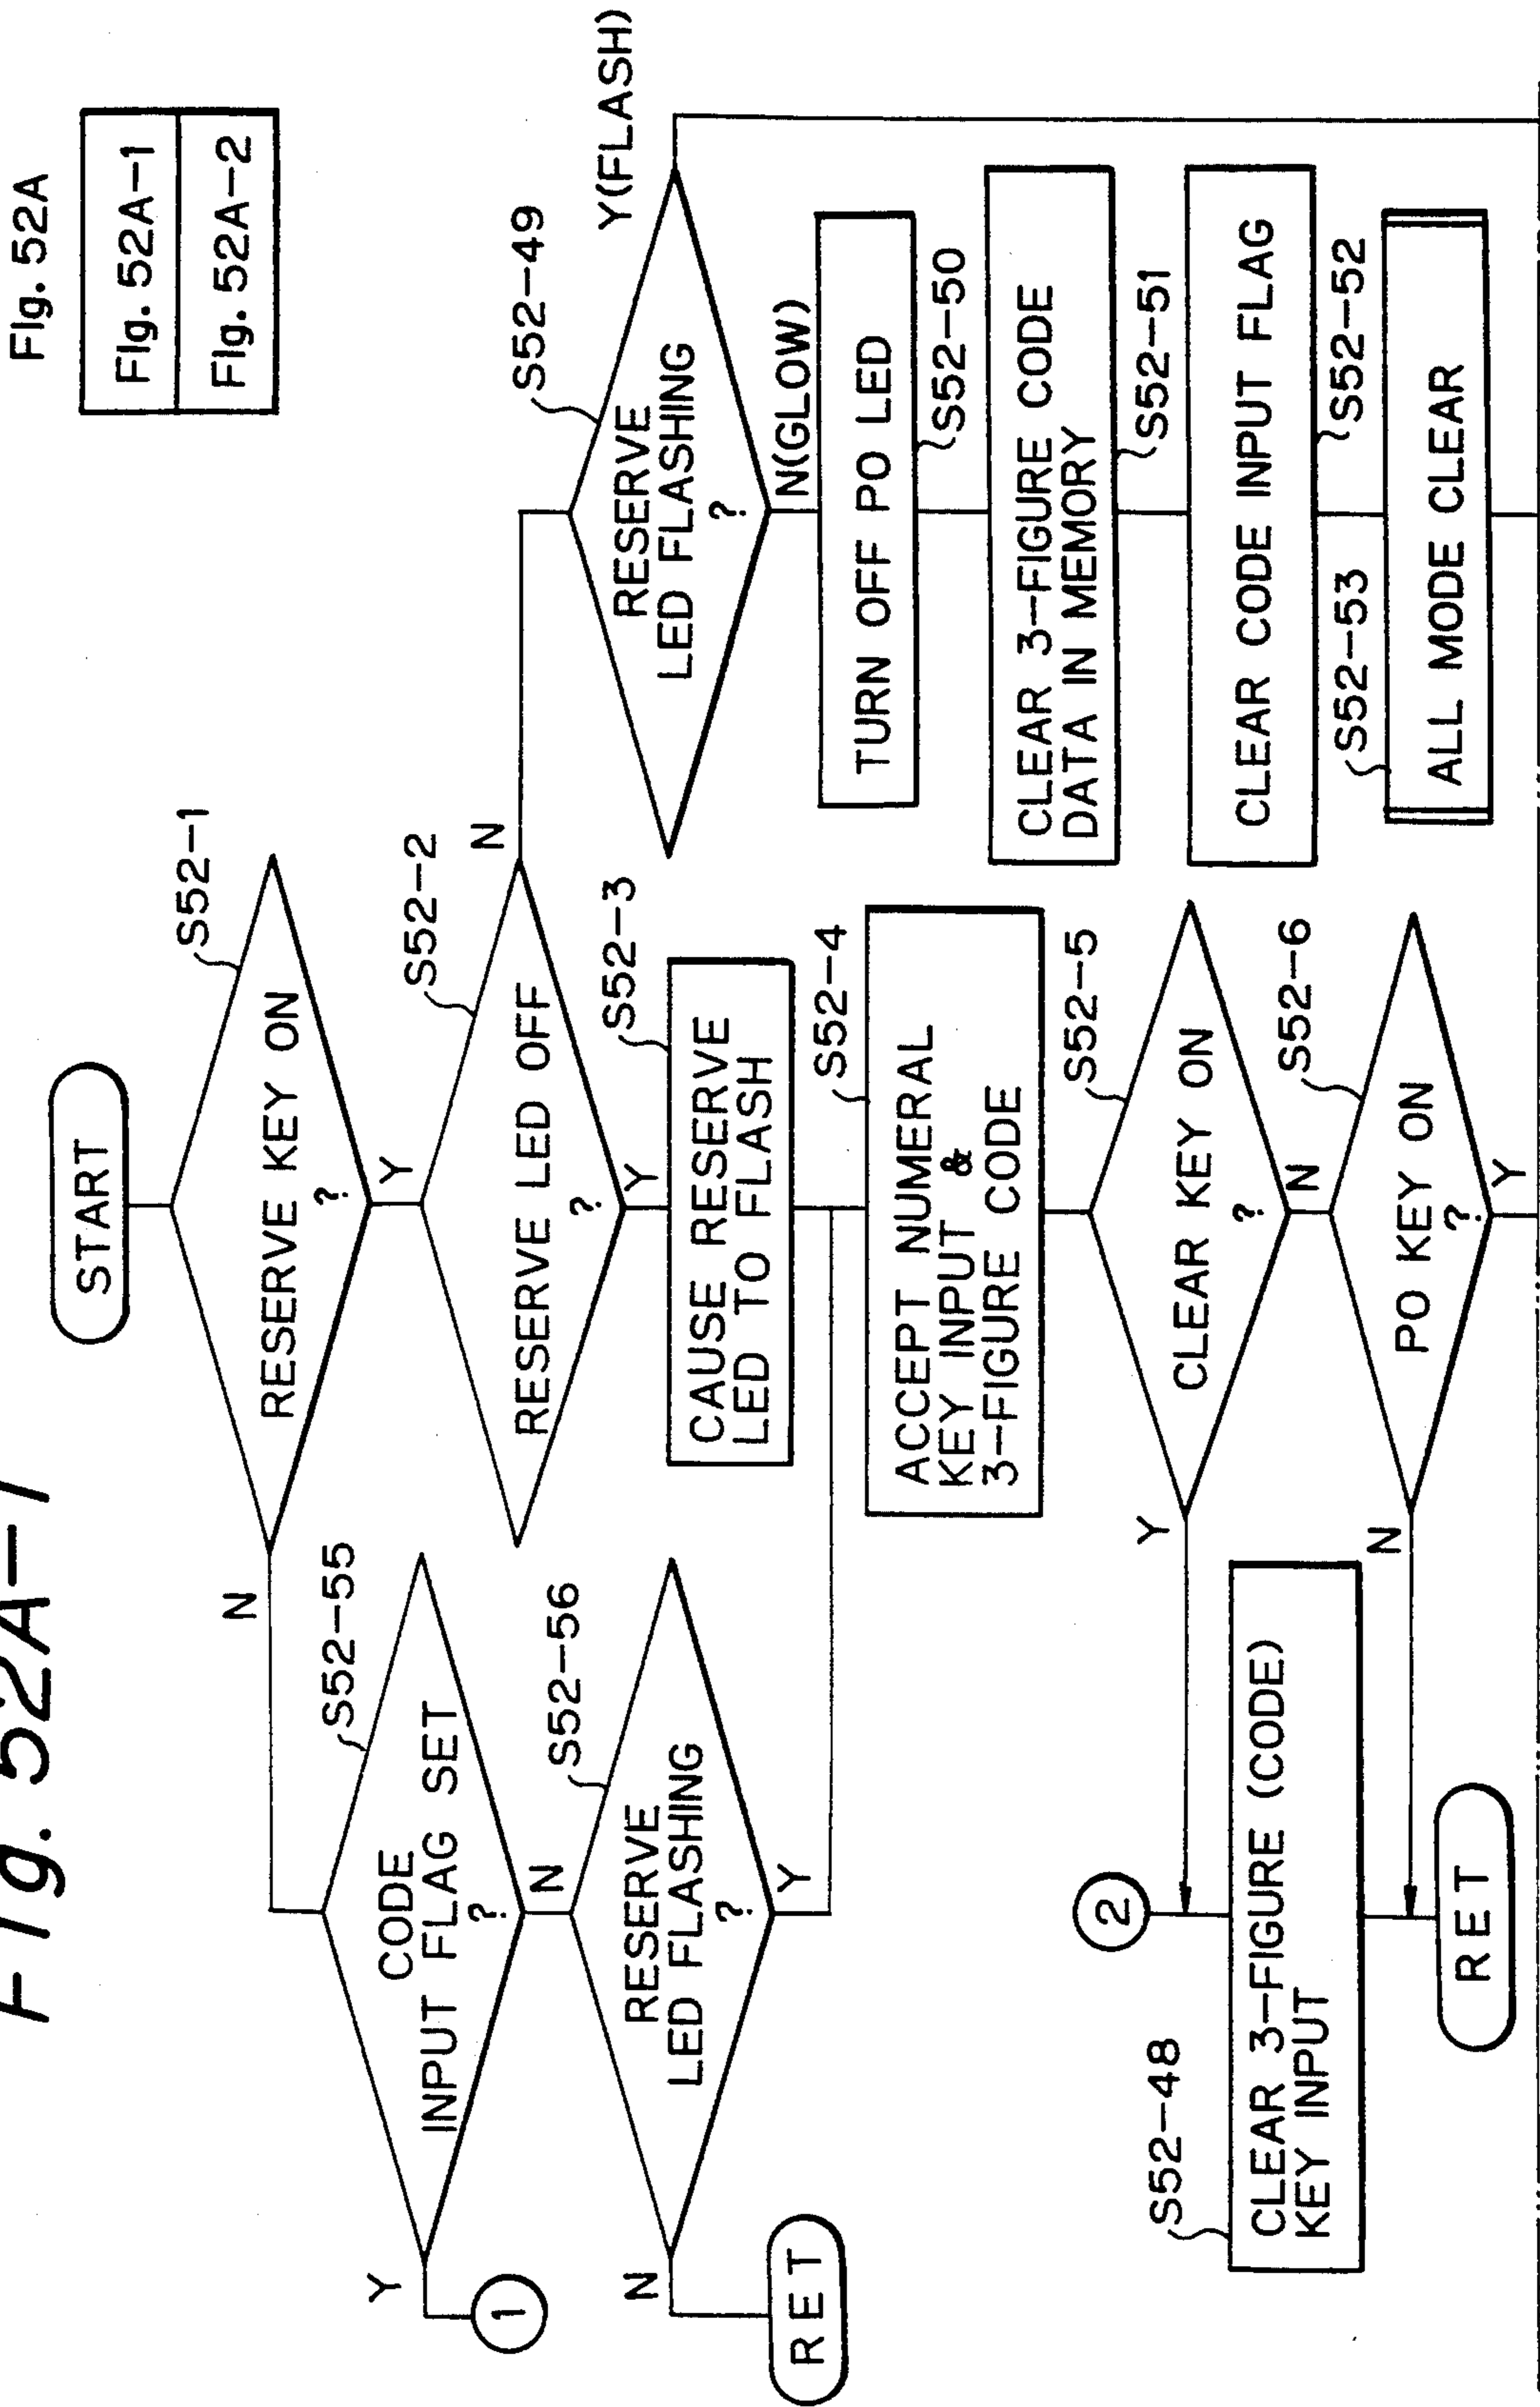 Fig. 52A-1
Fig. 52A
Fig. 52A-1
Fig. 52A-2
START
S52-1
RESERVE KEY ON
?
N
Y
S52-55
CODE
INPUT FLAG SET
?
Y
N
1
S52-56
RESERVE
LED FLASHING
?
N
Y
RET
S52-2
RESERVE LED OFF
?
N
Y
S52-3
CAUSE RESERVE
LED TO FLASH
S52-4
ACCEPT NUMERAL
KEY INPUT &
3-FIGURE CODE
S52-5
CLEAR KEY ON
?
Y
N
S52-6
PO KEY ON
?
N
Y
2
S52-48
CLEAR 3-FIGURE (CODE)
KEY INPUT
RET
S52-49
RESERVE
LED FLASHING
?
Y(FLASH)
N(GLOW)
TURN OFF PO LED
S52-50
CLEAR 3-FIGURE CODE
DATA IN MEMORY
S52-51
CLEAR CODE INPUT FLAG
S52-52
S52-53
ALL MODE CLEAR